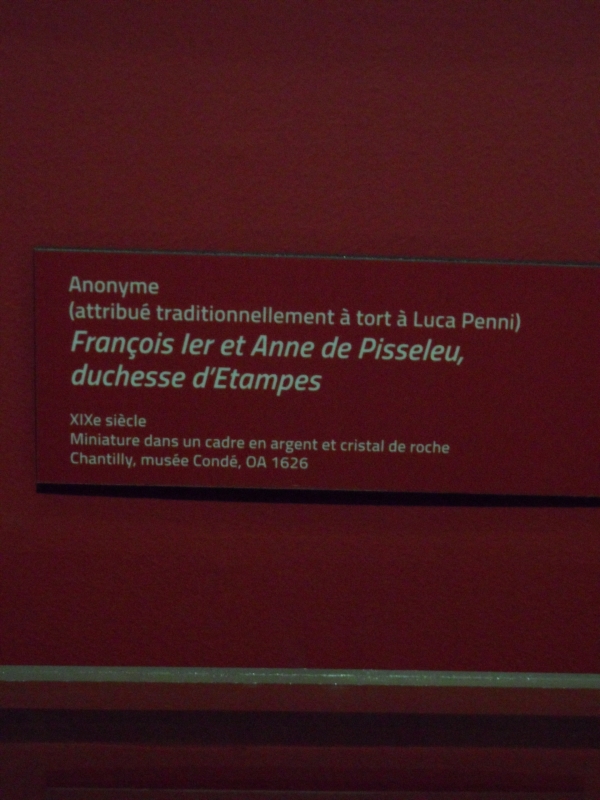 Anonyme
(attribué traditionnellement à tort à Luca Penni)
François Ier et Anne de Pisseleu,
duchesse d'Etampes
XIXe siècle
Miniature dans un cadre en argent et cristal de roche
Chantilly, musée Condé, OA 1626